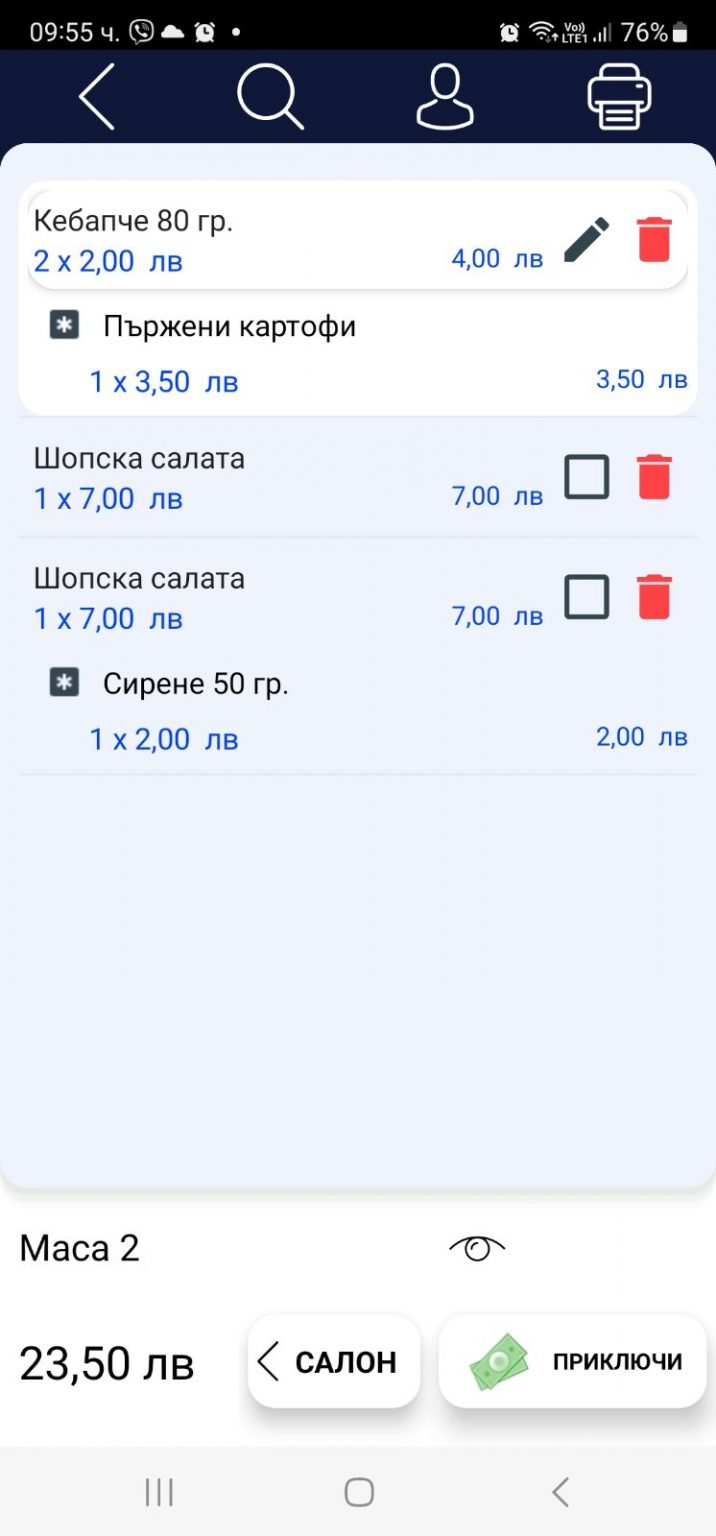 09:55 ч. 76%
Vo)) LTE1
Кебапче 80 гр.
2 x 2,00 лв 4,00 лв
Пържени картофи
1 x 3,50 лв 3,50 лв
Шопска салата
1 x 7,00 лв 7,00 лв
Шопска салата
1 x 7,00 лв 7,00 лв
Сирене 50 гр.
1 x 2,00 лв 2,00 лв
Маса 2
23,50 лв САЛОН ПРИКЛЮЧИ